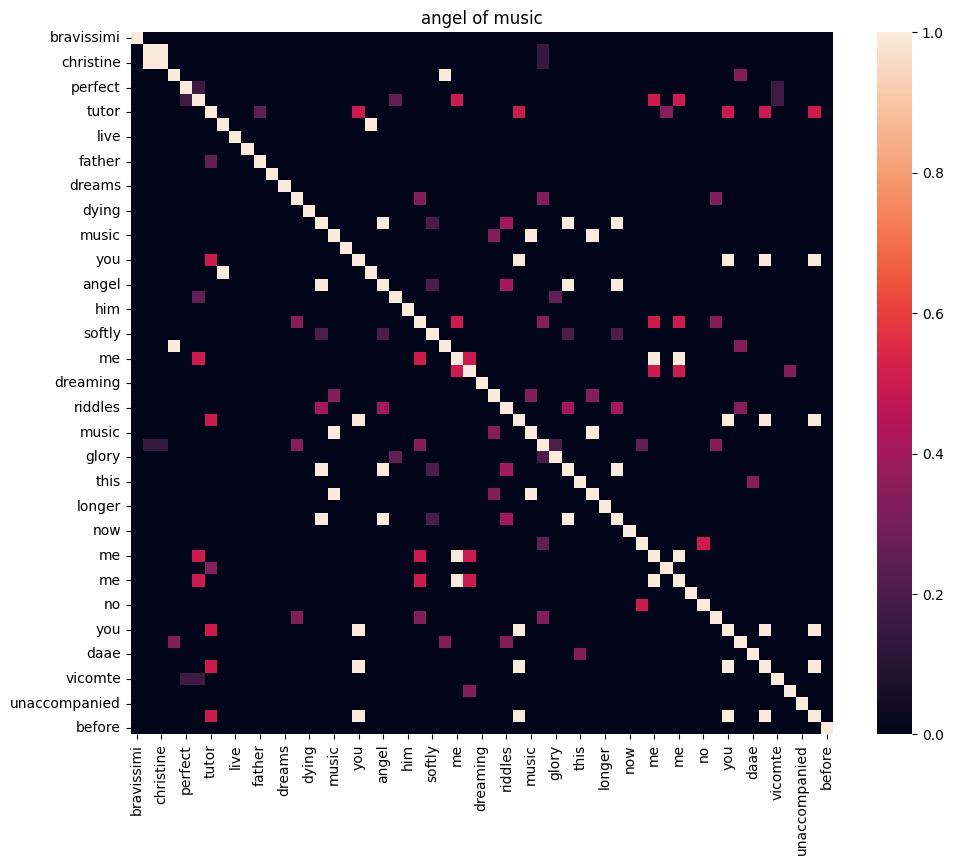 angel of music
bravissimi
christine
perfect
tutor
live
father
dreams
dying
music
you
angel
him
softly
me
dreaming
riddles
music
glory
this
longer
now
me
me
no
you
daae
vicomte
unaccompanied
before
1.0
0.8
0.6
0.4
0.2
0.0
bravissimi
christine
perfect
tutor
live
father
dreams
dying
music
you
angel
him
softly
me
dreaming
riddles
music
glory
this
longer
now
me
me
no
you
daae
vicomte
unaccompanied
before